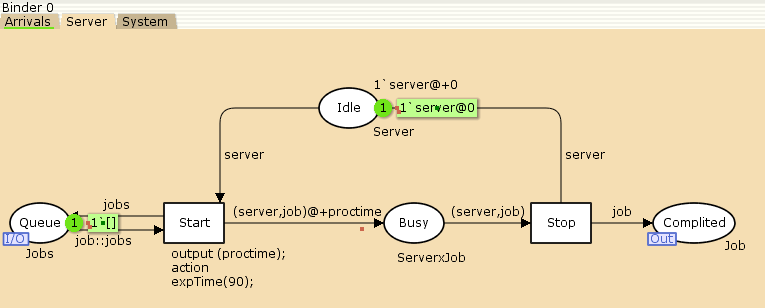 Binder 0
Arrivals
Server
System
1`server@+0
Idle
1
1`server@0
Server
server
server
jobs
(server,job)@+proctime
(server,job)
job
Queue
1
1`[]
Start
Busy
Stop
Complited
I/O
job::jobs
Out
Jobs
Job
output (proctime);
ServerxJob
action
expTime(90);